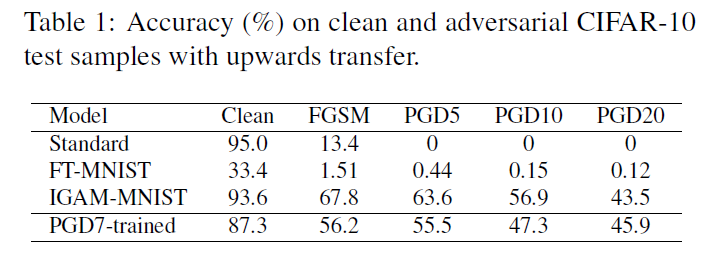 Table 1: Accuracy (%) on clean and adversarial CIFAR-10
test samples with upwards transfer.
Model Clean FGSM PGD5 PGD10 PGD20
Standard 95.0 13.4 0 0 0
FT-MNIST 33.4 1.51 0.44 0.15 0.12
IGAM-MNIST 93.6 67.8 63.6 56.9 43.5
PGD7-trained 87.3 56.2 55.5 47.3 45.9